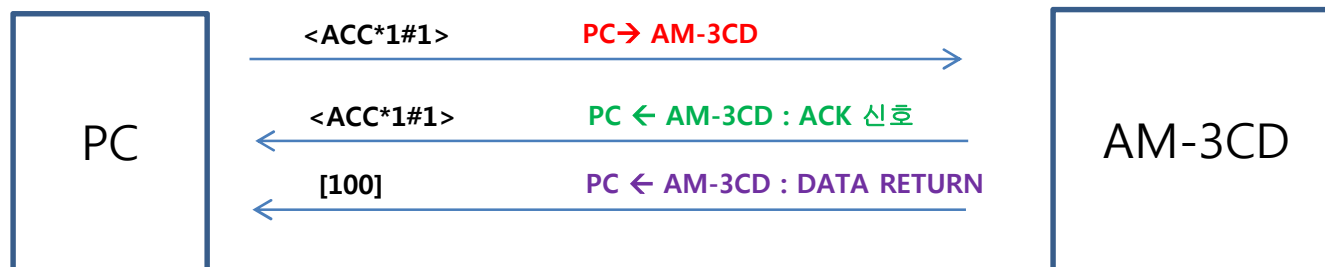 <ACC*1#1> PC→ AM-3CD
<ACC*1#1> PC ← AM-3CD : ACK 신호
PC
AM-3CD
[100] PC ← AM-3CD : DATA RETURN